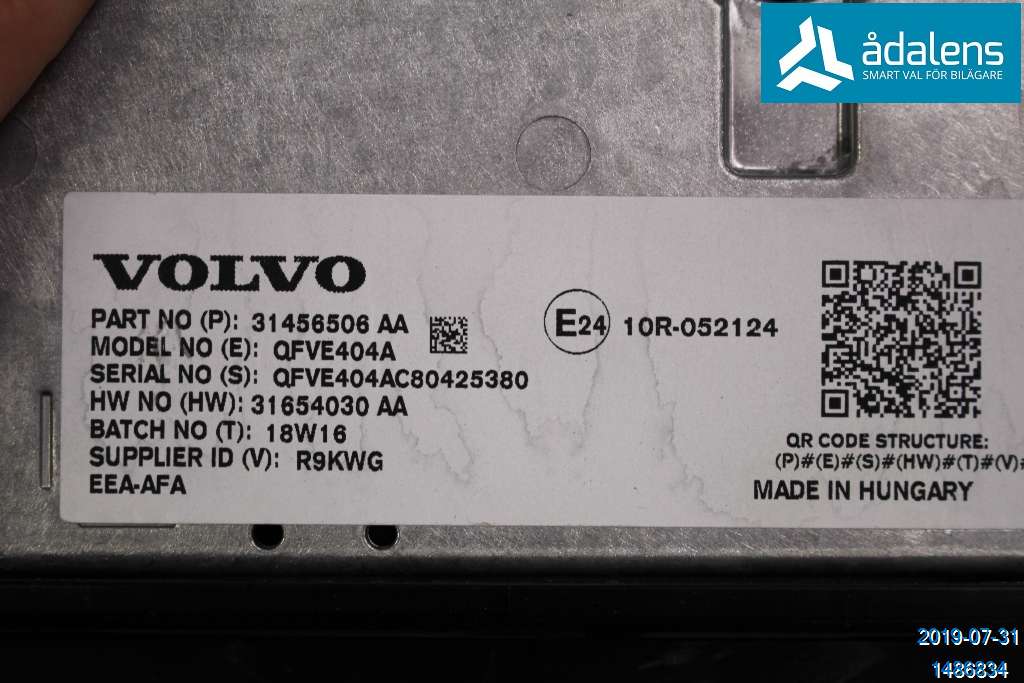 ådalens
SMART VAL FÖR BILÄGARE
VOLVO
PART NO (P): 31456506 AA
MODEL NO (E): QFVE404A
SERIAL NO (S): QFVE404AC80425380
HW NO (HW): 31654030 AA
BATCH NO (T): 18W16
SUPPLIER ID (V): R9KWG
EEA-AFA
E24 10R-052124
QR CODE STRUCTURE:
(P)#(E)#(S)#(HW)#(T)#(V)#
MADE IN HUNGARY
2019-07-31
1486834